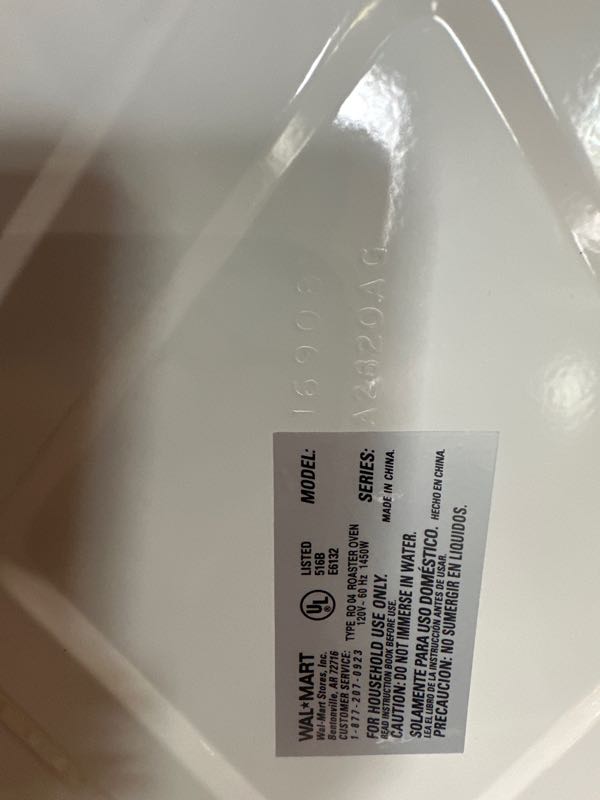 WAL★MART
Wal-Mart Stores, Inc.
Bentonville, AR 72716
CUSTOMER SERVICE:
1-877-207-0923
UL
LISTED
516B
E6132
MODEL: 16909
TYPE RO 04 ROASTER OVEN
120V~ 60 Hz 1450W
SERIES:
FOR HOUSEHOLD USE ONLY.
READ INSTRUCTION BOOK BEFORE USE.
MADE IN CHINA.
CAUTION: DO NOT IMMERSE IN WATER.
SOLAMENTE PARA USO DOMÉSTICO. HECHO EN CHINA.
LEA EL LIBRO DE LA INSTRUCCIÓN ANTES DE USAR.
PRECAUCION: NO SUMERGIR EN LIQUIDOS.